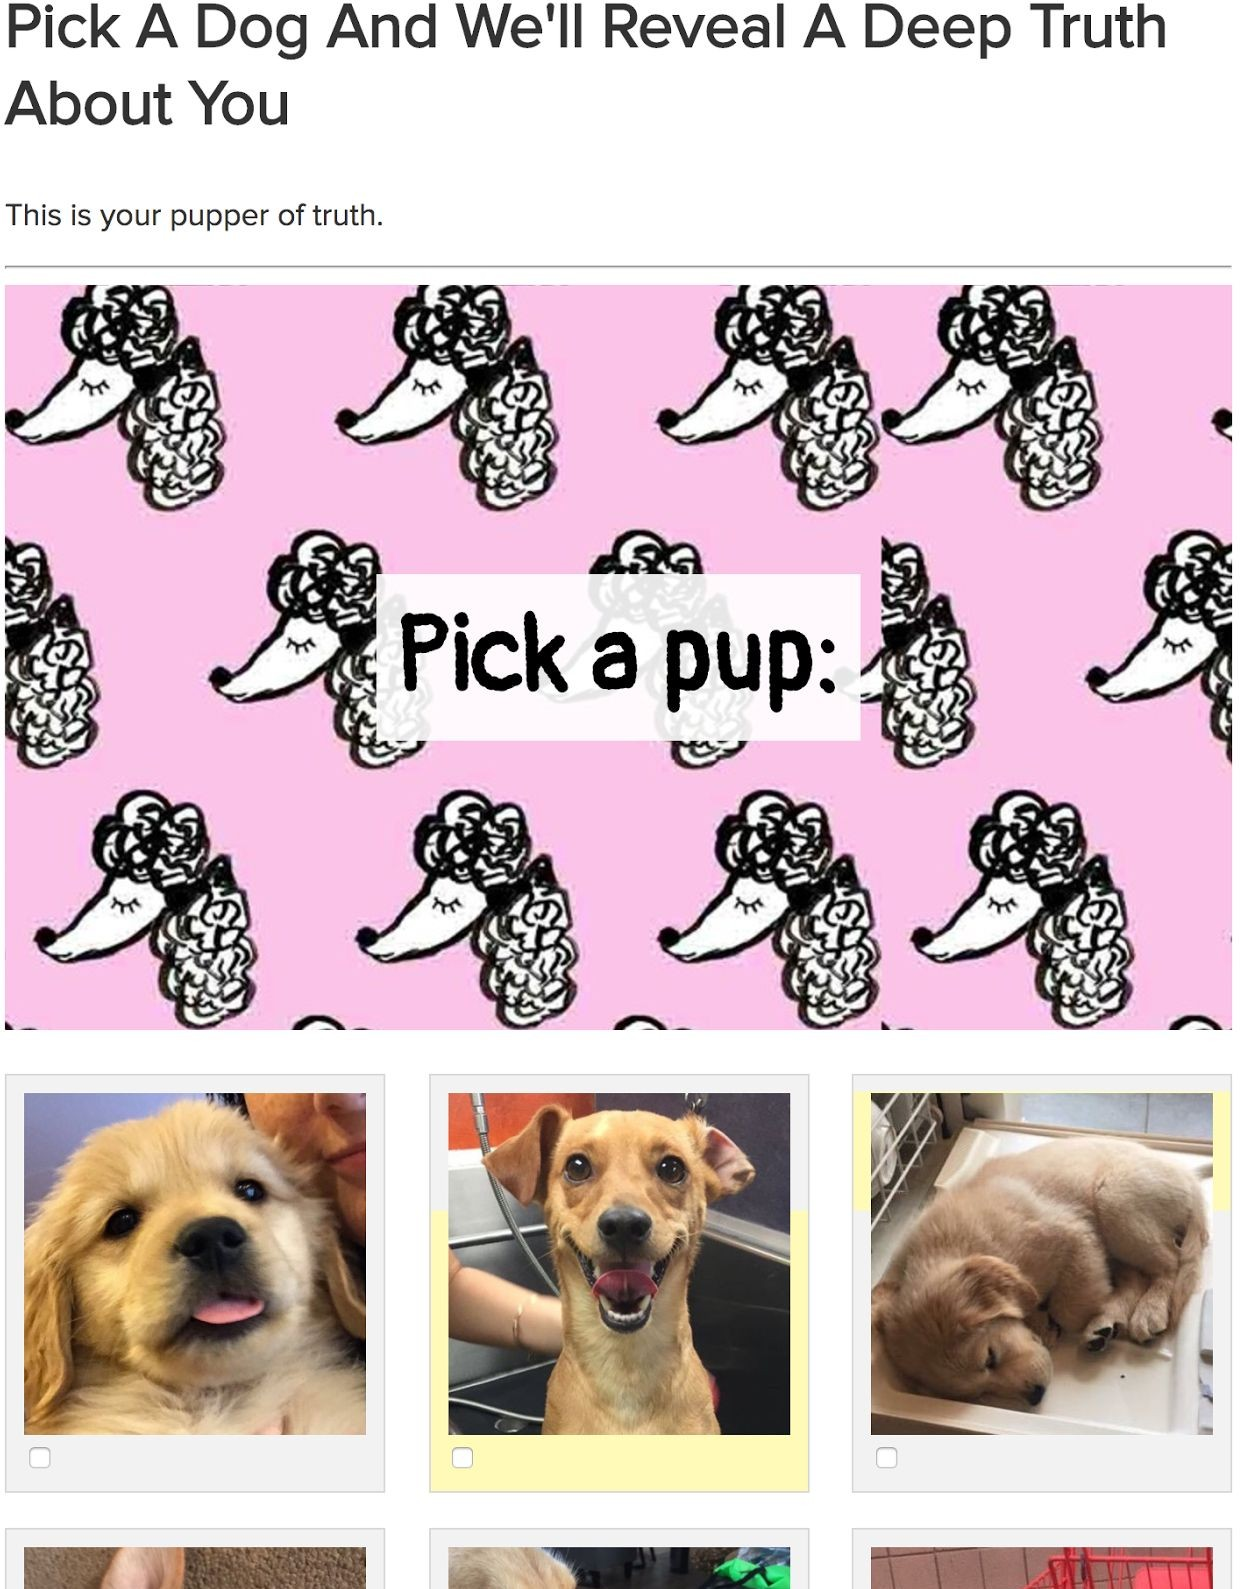 Pick A Dog And We'll Reveal A Deep Truth
About You
This is your pupper of truth.
Pick a pup: